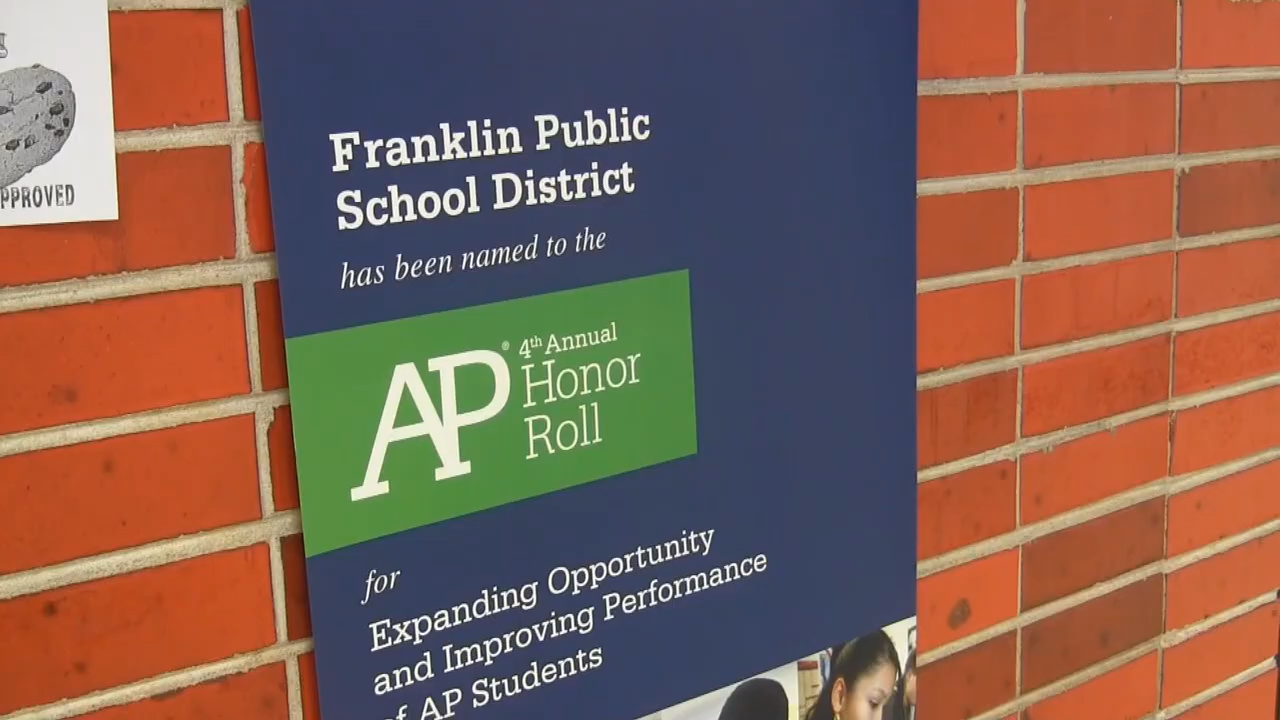 PPROVED
Franklin Public
School District
has been named to the
AP® 4th Annual
Honor
Roll
for
Expanding Opportunity
and Improving Performance
of AP Students